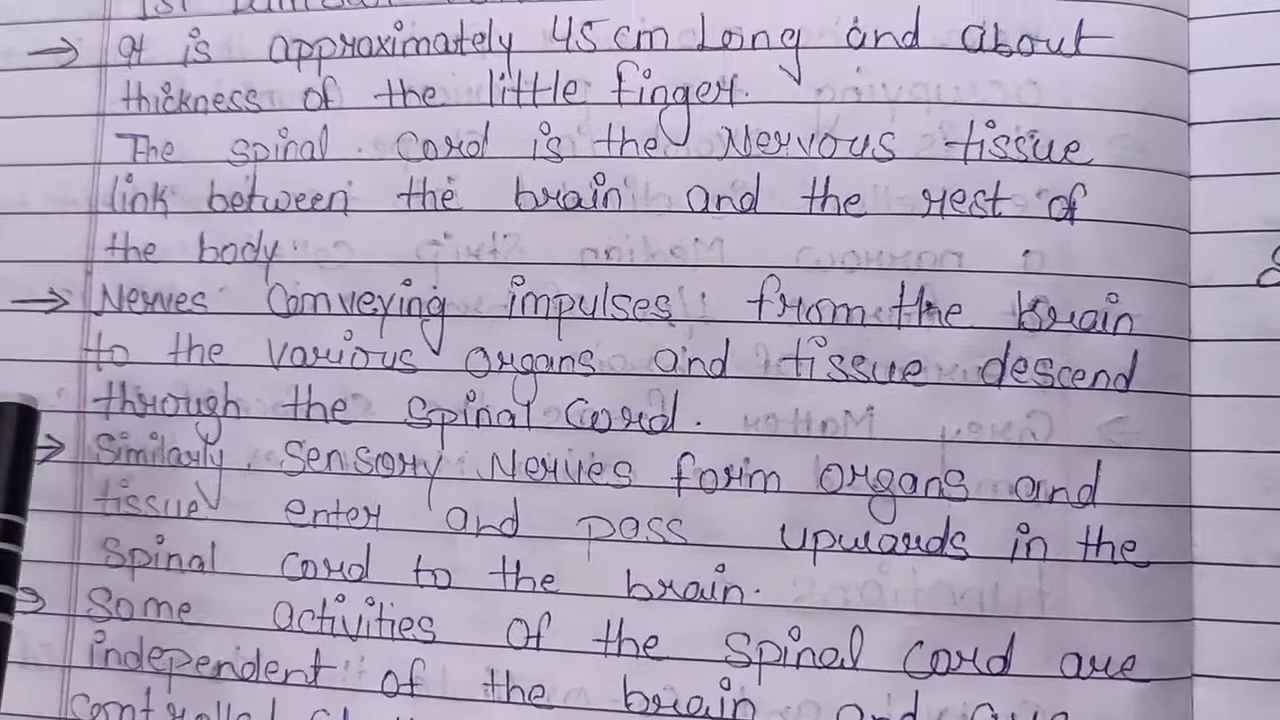 1st Lumbar
→ It is approximately 45 cm Long and about
thickness of the little finger.
The spinal cord is the Nervous tissue
link between the brain and the rest of
the body.
→ Nerves Conveying impulses from the brain
to the various organs and tissue descend
through the spinal Cord.
→ Similarly Sensory Nerves form organs and
tissue enter and pass upwards in the
spinal cord to the brain.
→ Some activities of the spinal cord are
independent of the brain and are